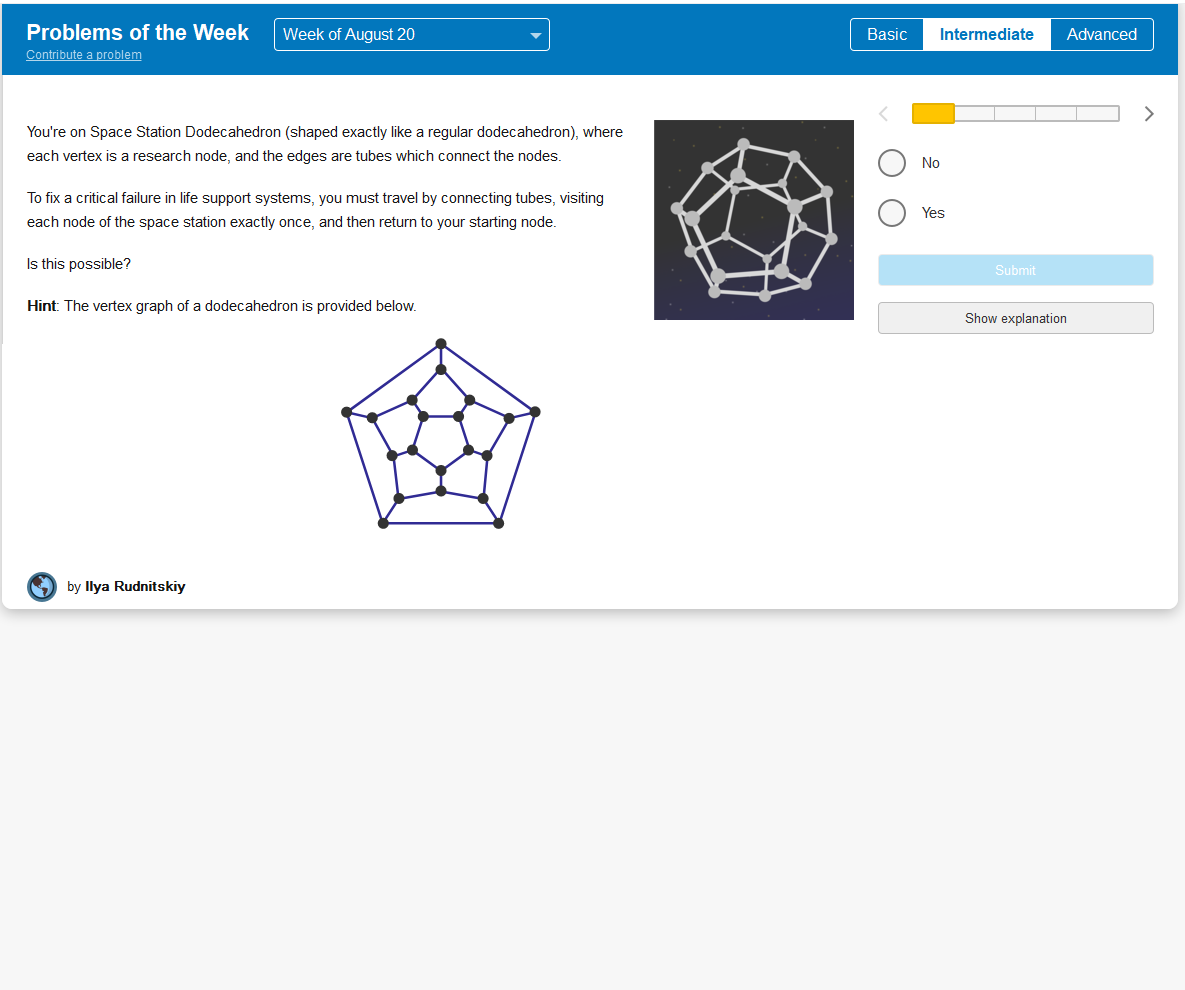 Problems of the Week
Contribute a problem
Week of August 20
Basic
Intermediate
Advanced
You're on Space Station Dodecahedron (shaped exactly like a regular dodecahedron), where
each vertex is a research node, and the edges are tubes which connect the nodes.
To fix a critical failure in life support systems, you must travel by connecting tubes, visiting
each node of the space station exactly once, and then return to your starting node.
Is this possible?
Hint: The vertex graph of a dodecahedron is provided below.
by Ilya Rudnitskiy
No
Yes
Submit
Show explanation